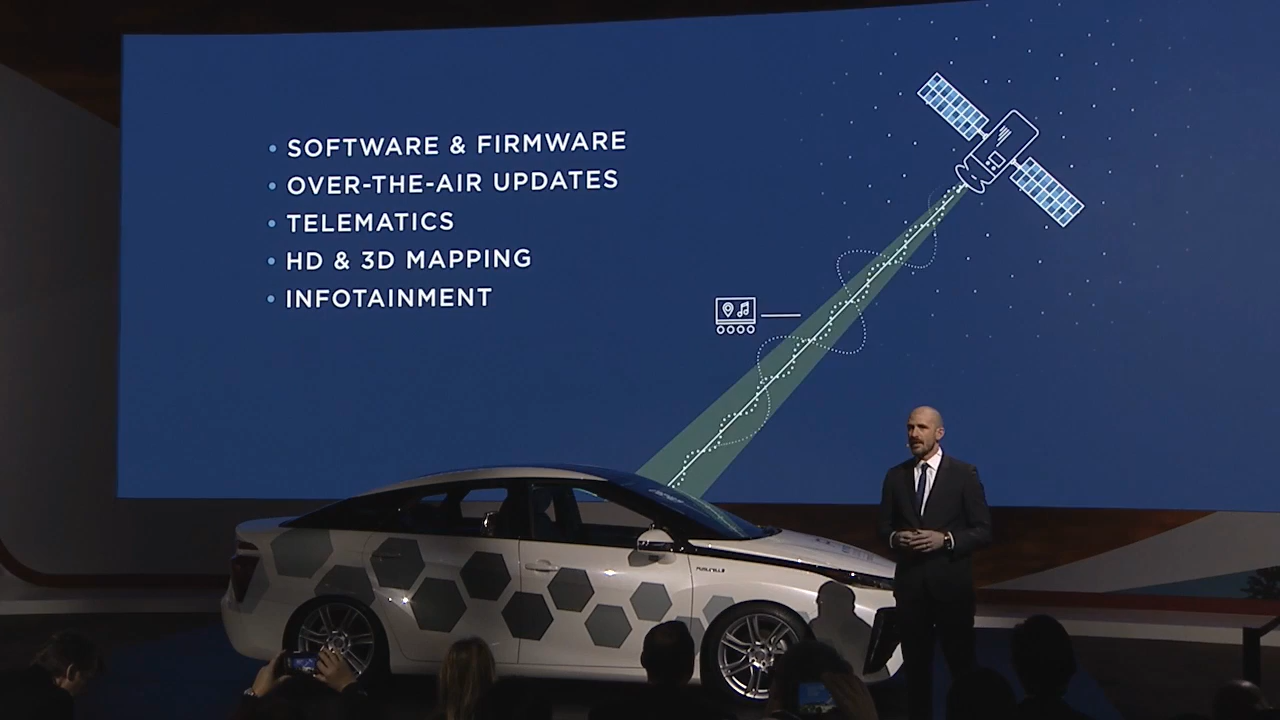 • SOFTWARE & FIRMWARE
• OVER-THE-AIR UPDATES
• TELEMATICS
• HD & 3D MAPPING
• INFOTAINMENT